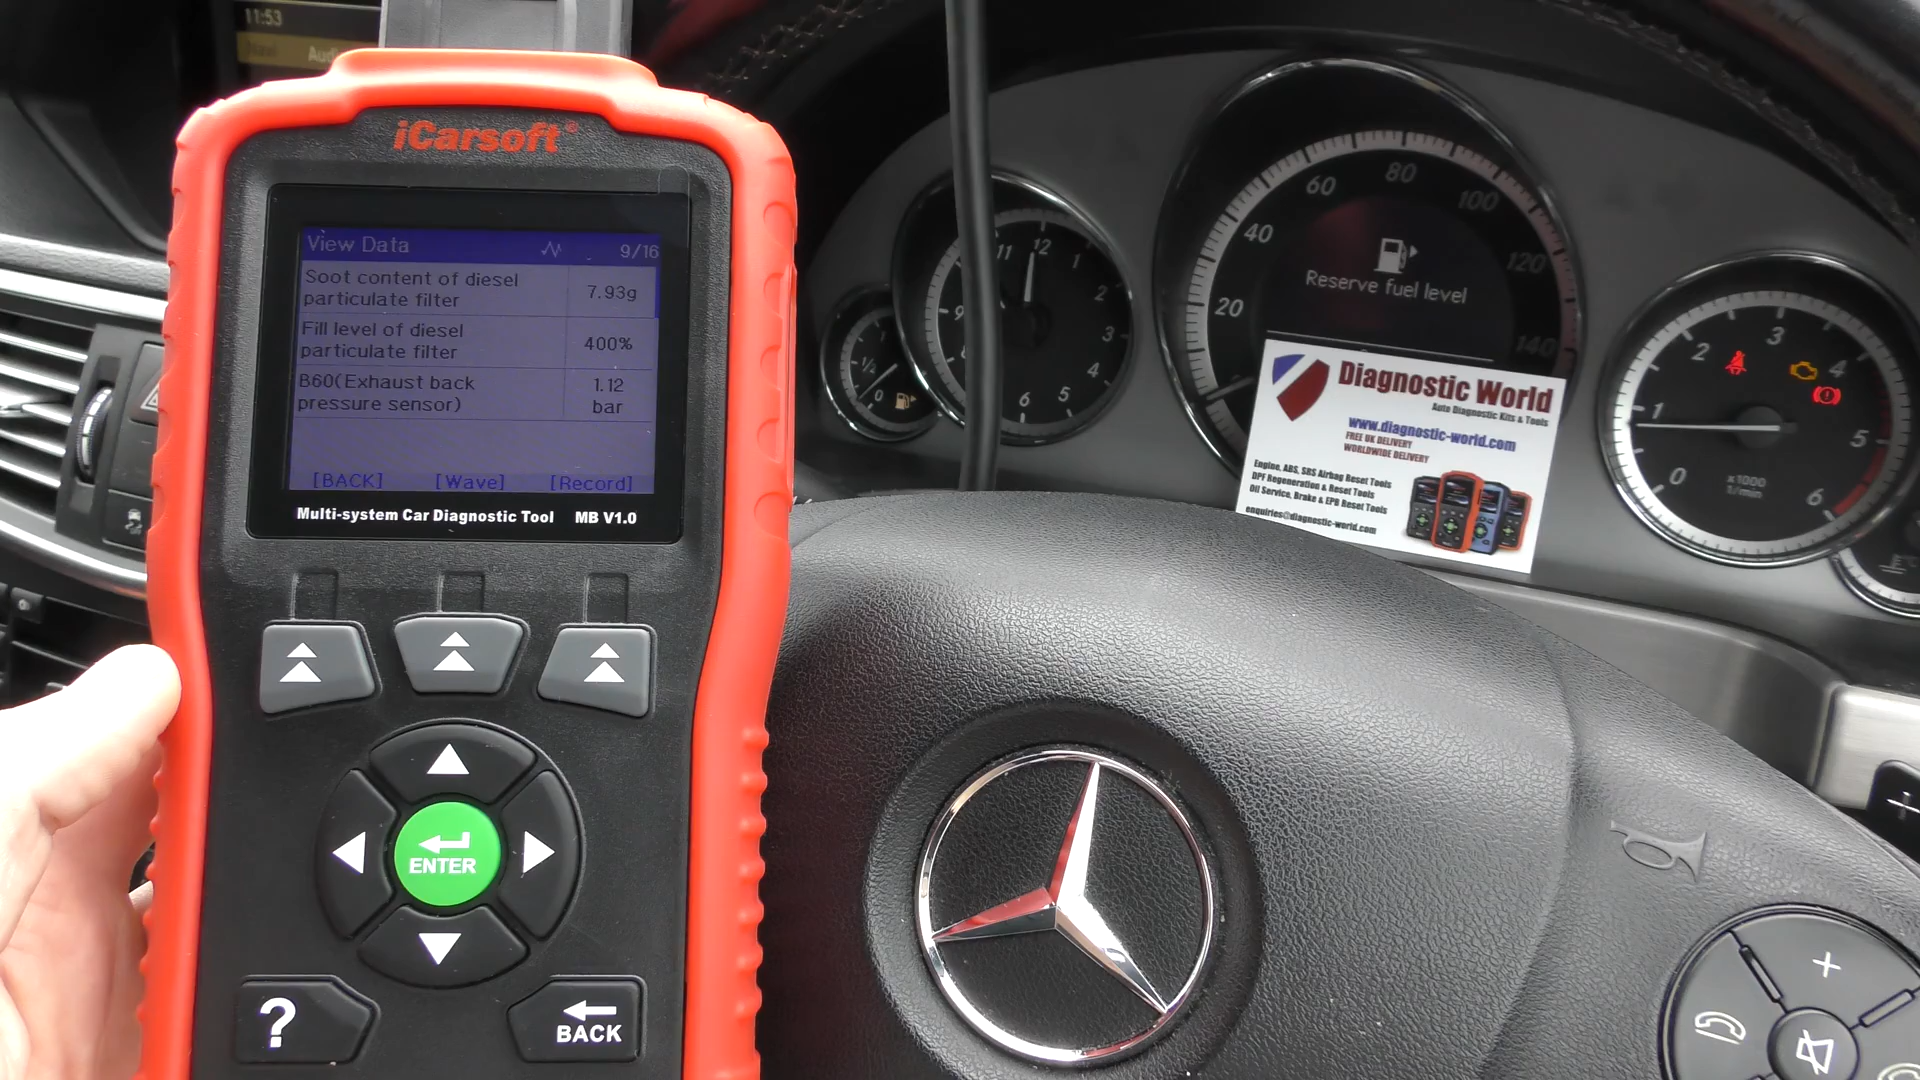 11:53
Navi
Audi
iCarsoft®
View Data
9/16
Soot content of diesel
particulate filter
7.93g
Fill level of diesel
particulate filter
400%
B60(Exhaust back
pressure sensor)
1.12
bar
[BACK]
[Wave]
[Record]
Multi-system Car Diagnostic Tool
MB V1.0
ENTER
?
BACK
1/2
0
11
12
1
2
3
4
5
6
9
20
40
60
80
100
120
140
Reserve fuel level
Diagnostic World
Auto Diagnostic Kits & Tools
www.diagnostic-world.com
FREE UK DELIVERY
WORLDWIDE DELIVERY
Engine, ABS, SRS Airbag Reset Tools
DPF Regeneration & Reset Tools
Oil Service, Brake & EPB Reset Tools
enquiries@diagnostic-world.com
0
1
2
3
4
5
6
x1000
1/min
+
+